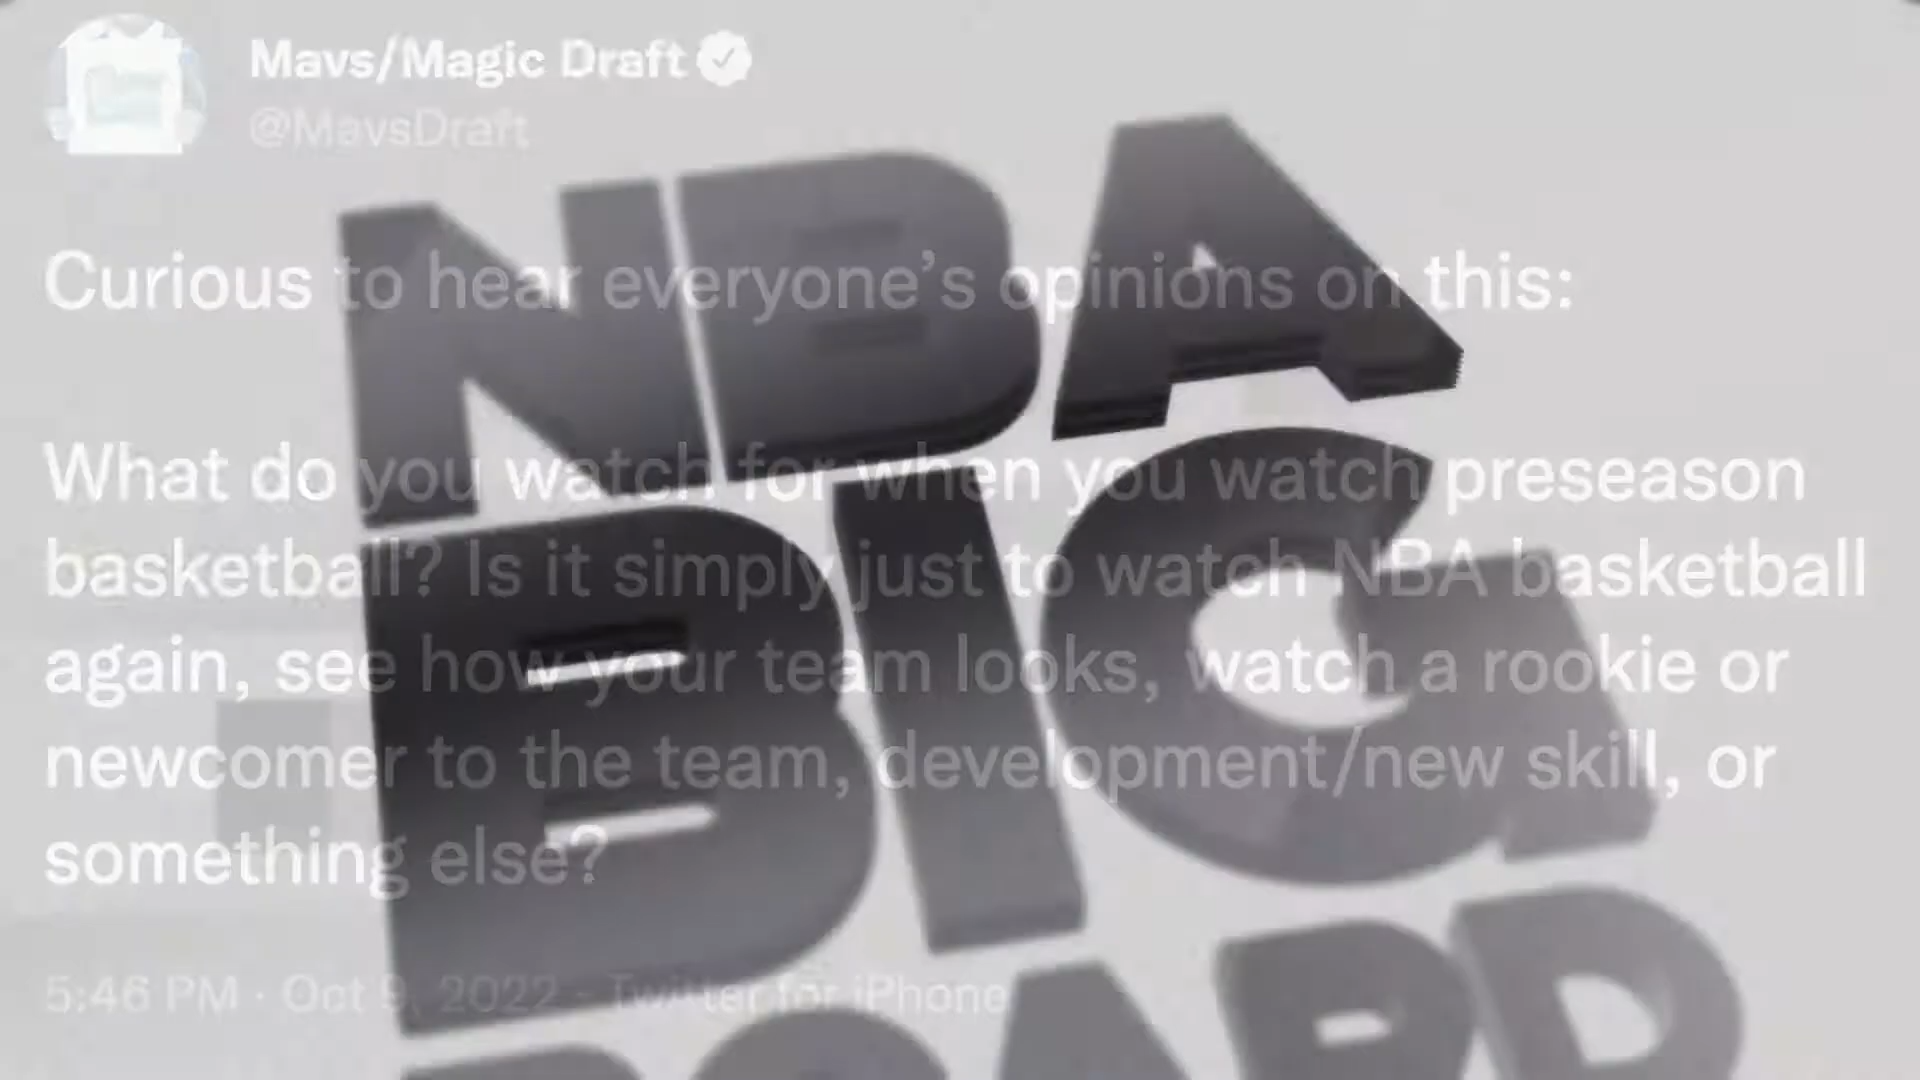 Mavs/Magic Draft
@MavsDraft
Curious to hear everyone’s opinions on this:
What do you watch for when you watch preseason
basketball? Is it simply just to watch NBA basketball
again, see how your team looks, watch a rookie or
newcomer to the team, development/new skill, or
something else?
5:46 PM · Oct 9, 2022 · Twitter for iPhone
NBA
BIG
BOARD